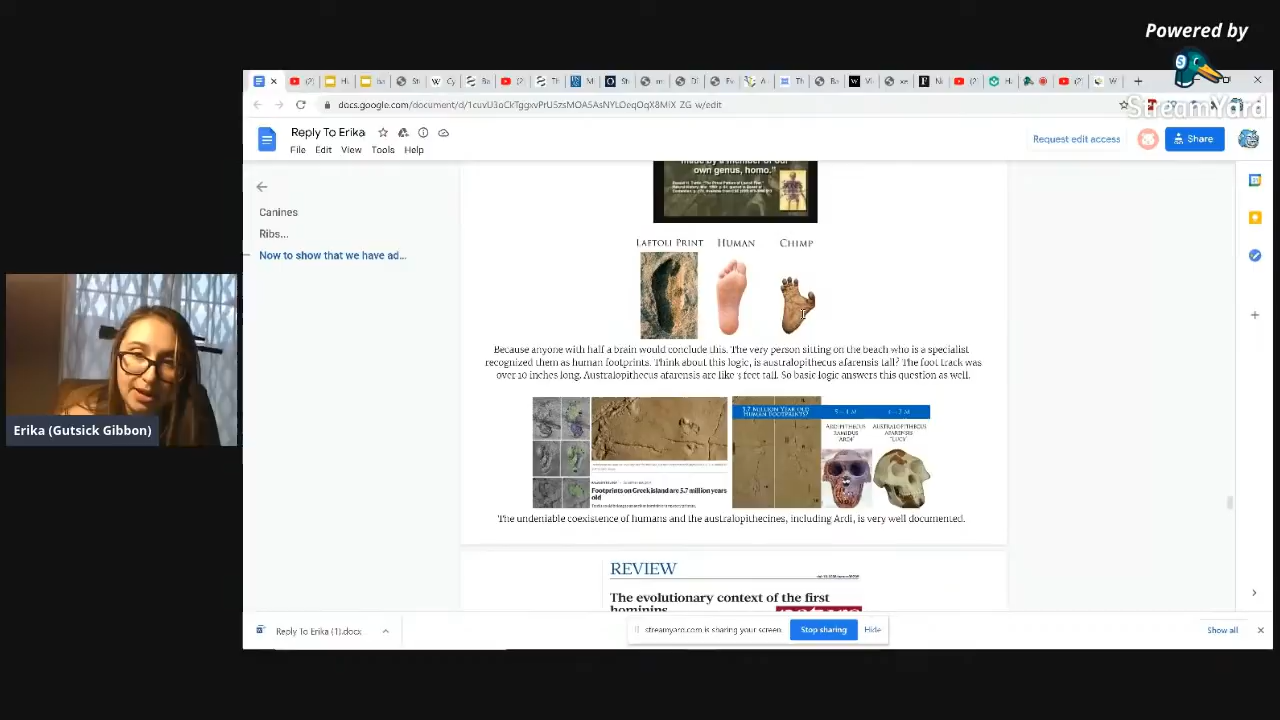 Powered by
StreamYard
Reply To Erika
File Edit View Tools Help
Request edit access
Share
Canines
Ribs...
Now to show that we have ad...
made by a member of our
own genus, homo."
LAETOLI PRINT HUMAN CHIMP
Because anyone with half a brain would conclude this. The very person sitting on the beach who is a specialist
recognized them as human footprints. Think about this logic, is australopithecus afarensis tall? The foot track was
over 10 inches long. Australopithecus afarensis are like 3 feet tall. So basic logic answers this question as well.
3.7 MILLION YEAR OLD
HUMAN FOOTPRINTS?
ARDIPITHECUS
RAMIDUS
"ARDI"
AUSTRALOPITHECUS
AFARENSIS
"LUCY"
Footprints on Greek island are 5.7 million years
old
The undeniable coexistence of humans and the australopithecines, including Ardi, is very well documented.
REVIEW
The evolutionary context of the first
hominins
Erika (Gutsick Gibbon)
Reply To Erika (1).docx
streamyard.com is sharing your screen.
Stop sharing
Hide
Show all